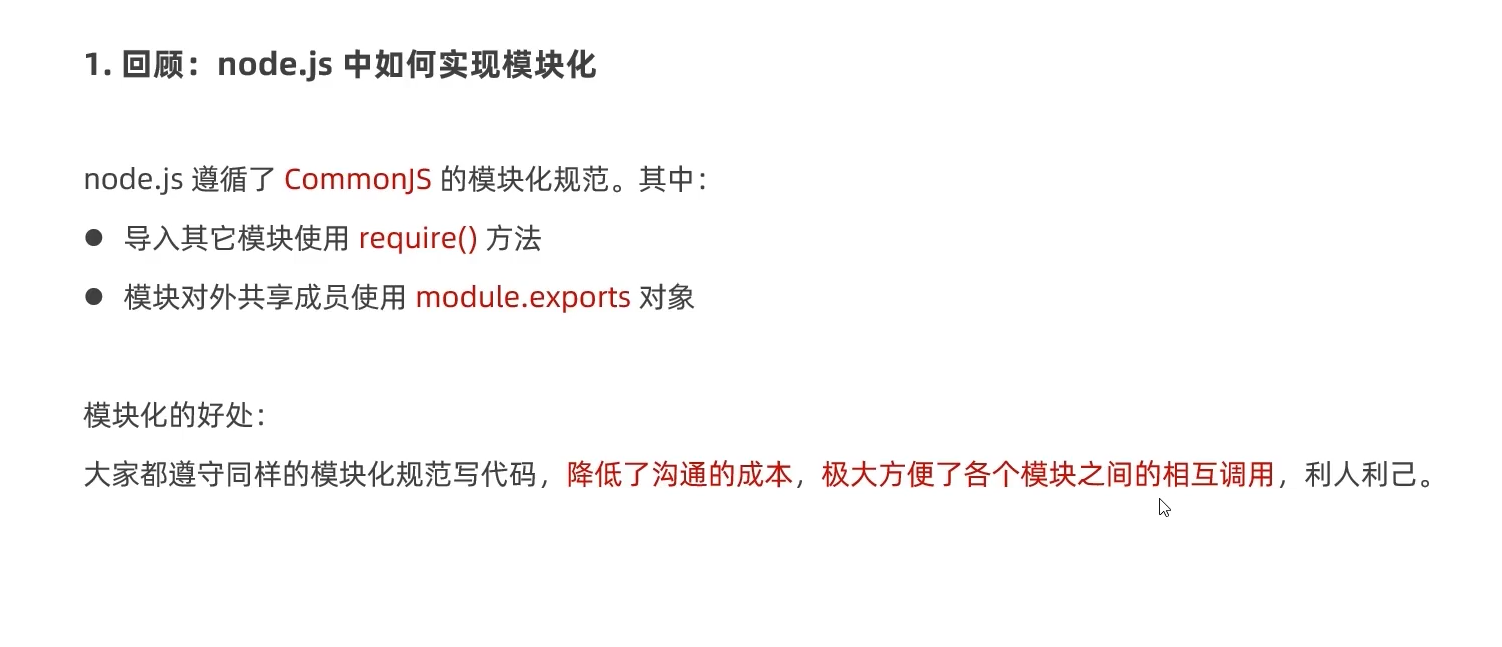 1. 回顾：node.js 中如何实现模块化
node.js 遵循了 CommonJS 的模块化规范。其中：
● 导入其它模块使用 require() 方法
● 模块对外共享成员使用 module.exports 对象
模块化的好处：
大家都遵守同样的模块化规范写代码，降低了沟通的成本，极大方便了各个模块之间的相互调用，利人利己。